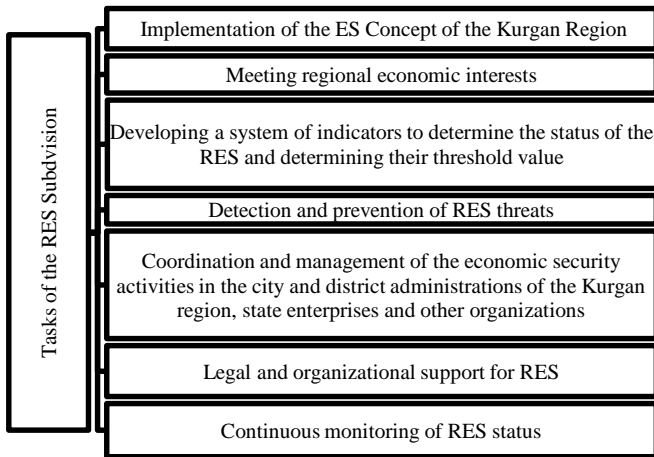 Tasks of the RES Subdvision
Implementation of the ES Concept of the Kurgan Region
Meeting regional economic interests
Developing a system of indicators to determine the status of the
RES and determining their threshold value
Detection and prevention of RES threats
Coordination and management of the economic security
activities in the city and district administrations of the Kurgan
region, state enterprises and other organizations
Legal and organizational support for RES
Continuous monitoring of RES status